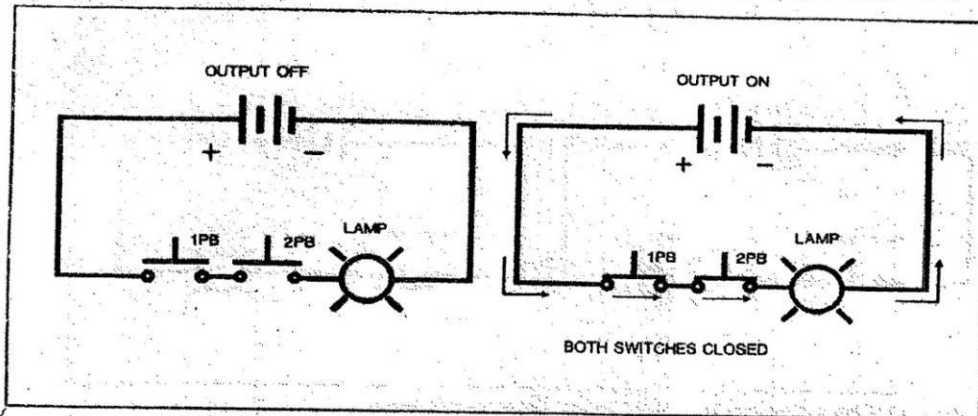 OUTPUT OFF
+ −
1PB 2PB LAMP
OUTPUT ON
+ −
1PB 2PB LAMP
BOTH SWITCHES CLOSED